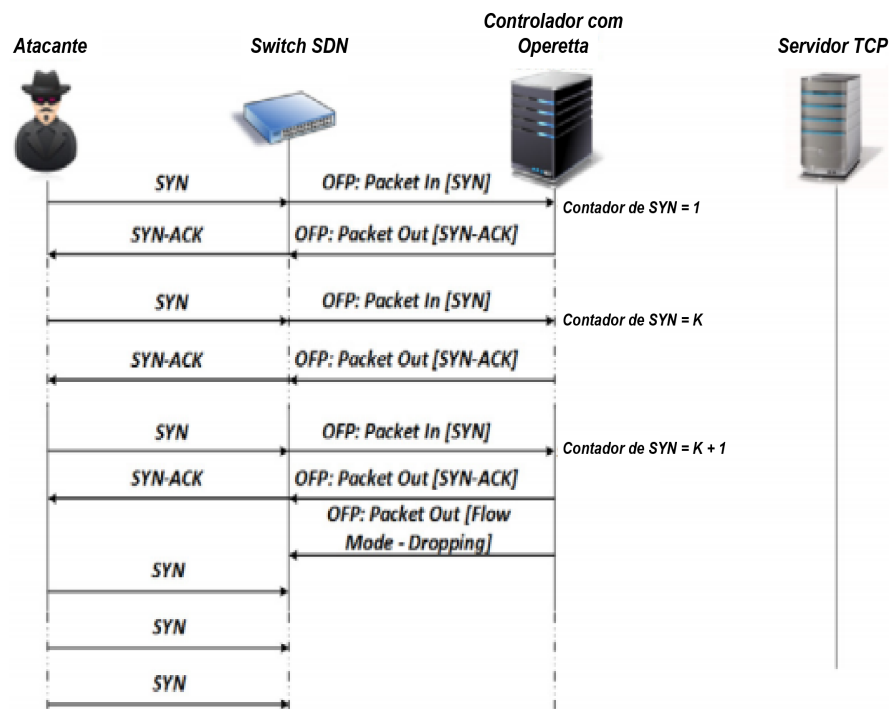 Atacante
Switch SDN
Controlador com
Operetta
Servidor TCP
SYN
OFP: Packet In [SYN]
Contador de SYN = 1
SYN-ACK
OFP: Packet Out [SYN-ACK]
SYN
OFP: Packet In [SYN]
Contador de SYN = K
SYN-ACK
OFP: Packet Out [SYN-ACK]
SYN
OFP: Packet In [SYN]
Contador de SYN = K + 1
SYN-ACK
OFP: Packet Out [SYN-ACK]
OFP: Packet Out [Flow
Mode - Dropping]
SYN
SYN
SYN